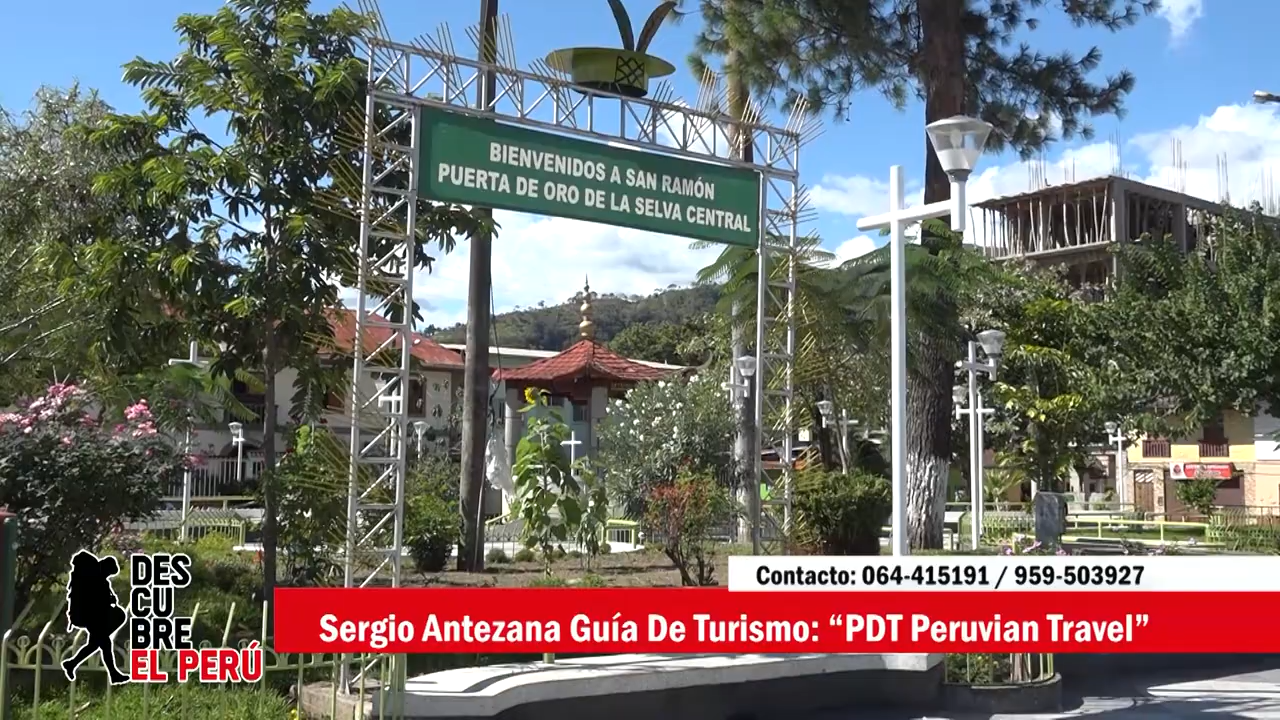 BIENVENIDOS A SAN RAMÓN
PUERTA DE ORO DE LA SELVA CENTRAL
Contacto: 064-415191 / 959-503927
Sergio Antezana Guía De Turismo: “PDT Peruvian Travel”
DES
CU
BRE
EL PERÚ